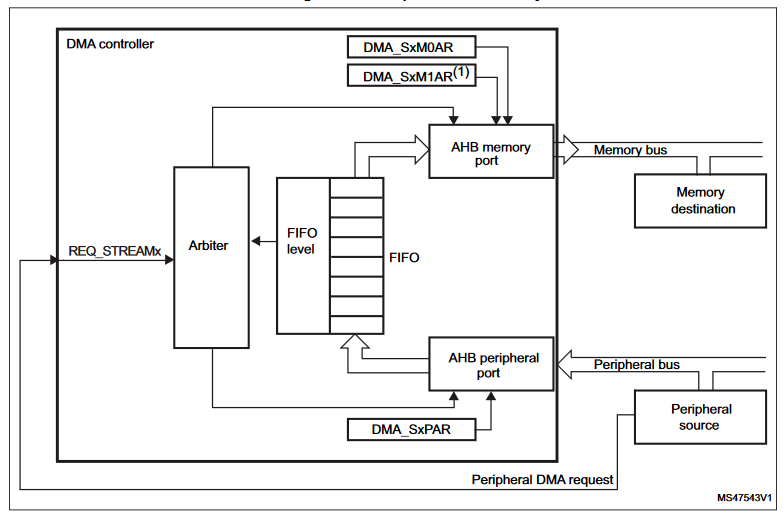 DMA controller
DMA_SxM0AR
DMA_SxM1AR(1)
AHB memory
port
Memory bus
Memory
destination
REQ_STREAMx
Arbiter
FIFO
level
FIFO
AHB peripheral
port
Peripheral bus
Peripheral
source
DMA_SxPAR
Peripheral DMA request
MS47543V1